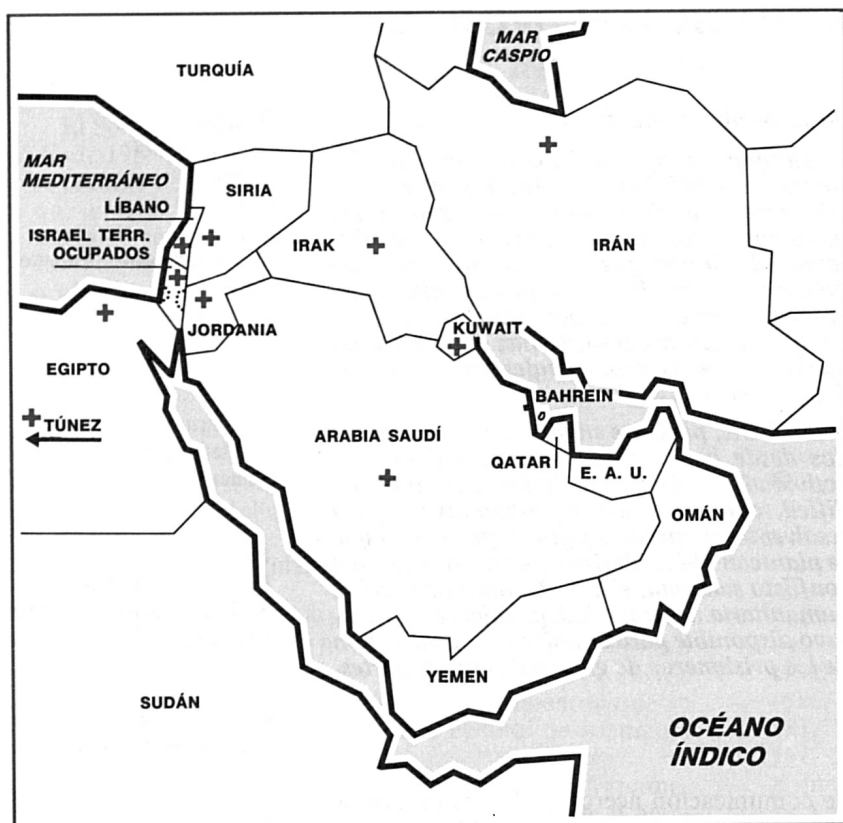 MAR
CASPIO
TURQUÍA
MAR
MEDITERRÁNEO
SIRIA
LÍBANO
ISRAEL TERR.
OCUPADOS
IRAK
IRÁN
JORDANIA
KUWAIT
EGIPTO
BAHREIN
TÚNEZ
ARABIA SAUDÍ
QATAR
E. A. U.
OMÁN
YEMEN
SUDÁN
OCÉANO
ÍNDICO